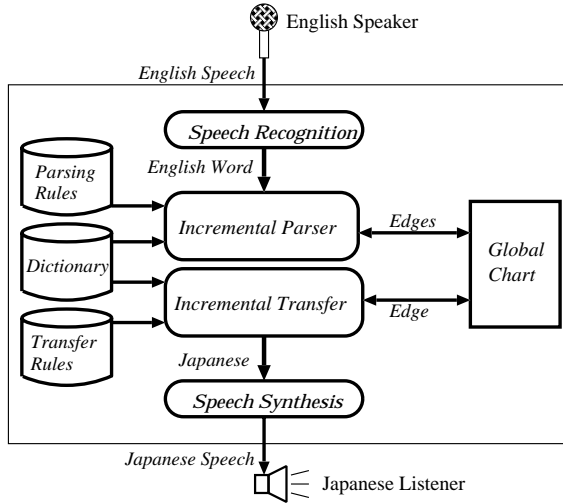 English Speaker
English Speech
Speech Recognition
English Word
Parsing
Rules
Incremental Parser
Edges
Global
Chart
Dictionary
Incremental Transfer
Edge
Transfer
Rules
Japanese
Speech Synthesis
Japanese Speech
Japanese Listener